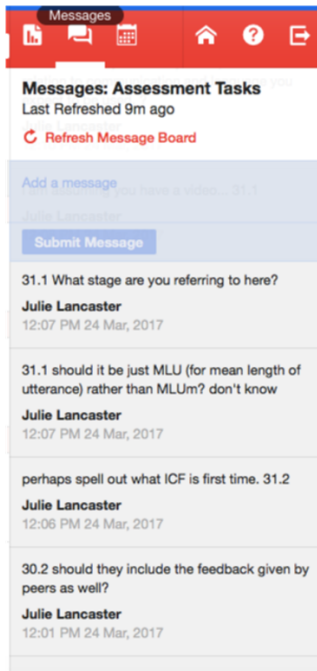 Messages
Messages: Assessment Tasks
Last Refreshed 9m ago
Refresh Message Board
Add a message
Submit Message
31.1 What stage are you referring to here?
Julie Lancaster
12:07 PM 24 Mar, 2017
31.1 should it be just MLU (for mean length of
utterance) rather than MLUm? don't know
Julie Lancaster
12:07 PM 24 Mar, 2017
perhaps spell out what ICF is first time. 31.2
Julie Lancaster
12:06 PM 24 Mar, 2017
30.2 should they include the feedback given by
peers as well?
Julie Lancaster
12:01 PM 24 Mar, 2017